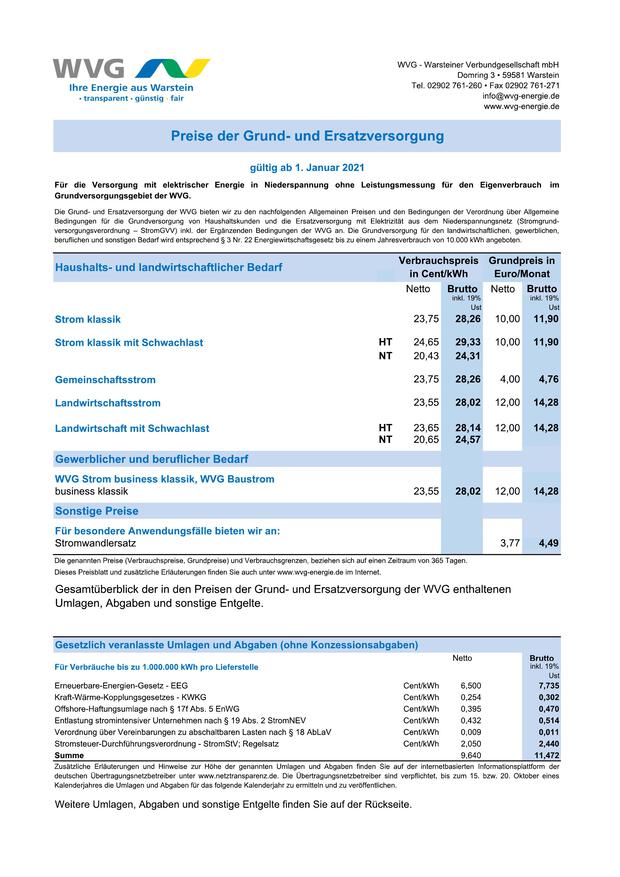 WVG
Ihre Energie aus Warstein
• transparent • günstig · fair
WVG - Warsteiner Verbundgesellschaft mbH
Domring 3 • 59581 Warstein
Tel. 02902 761-260 • Fax 02902 761-271
info@wvg-energie.de
www.wvg-energie.de
Preise der Grund- und Ersatzversorgung
gültig ab 1. Januar 2021
Für die Versorgung mit elektrischer Energie in Niederspannung ohne Leistungsmessung für den Eigenverbrauch im
Grundversorgungsgebiet der WVG.
Die Grund- und Ersatzversorgung der WVG bieten wir zu den nachfolgenden Allgemeinen Preisen und den Bedingungen der Verordnung über Allgemeine
Bedingungen für die Grundversorgung von Haushaltskunden und die Ersatzversorgung mit Elektrizität aus dem Niederspannungsnetz (Stromgrund-
versorgungsverordnung – StromGVV) inkl. der Ergänzenden Bedingungen der WVG an. Die Grundversorgung für den landwirtschaftlichen, gewerblichen,
beruflichen und sonstigen Bedarf wird entsprechend § 3 Nr. 22 Energiewirtschaftsgesetz bis zu einem Jahresverbrauch von 10.000 kWh angeboten.
Haushalts- und landwirtschaftlicher Bedarf Verbrauchspreis in Cent/kWh Grundpreis in Euro/Monat
Netto Brutto Netto Brutto
inkl. 19% inkl. 19%
Ust Ust
Strom klassik 23,75 28,26 10,00 11,90
Strom klassik mit Schwachlast HT 24,65 29,33 10,00 11,90
NT 20,43 24,31
Gemeinschaftsstrom 23,75 28,26 4,00 4,76
Landwirtschaftsstrom 23,55 28,02 12,00 14,28
Landwirtschaft mit Schwachlast HT 23,65 28,14 12,00 14,28
NT 20,65 24,57
Gewerblicher und beruflicher Bedarf
WVG Strom business klassik, WVG Baustrom
business klassik 23,55 28,02 12,00 14,28
Sonstige Preise
Für besondere Anwendungsfälle bieten wir an:
Stromwandlersatz 3,77 4,49
Die genannten Preise (Verbrauchspreise, Grundpreise) und Verbrauchsgrenzen, beziehen sich auf einen Zeitraum von 365 Tagen.
Dieses Preisblatt und zusätzliche Erläuterungen finden Sie auch unter www.wvg-energie.de im Internet.
Gesamtüberblick der in den Preisen der Grund- und Ersatzversorgung der WVG enthaltenen
Umlagen, Abgaben und sonstige Entgelte.
Gesetzlich veranlasste Umlagen und Abgaben (ohne Konzessionsabgaben)
Netto Brutto
Für Verbräuche bis zu 1.000.000 kWh pro Lieferstelle inkl. 19%
Ust
Erneuerbare-Energien-Gesetz - EEG Cent/kWh 6,500 7,735
Kraft-Wärme-Kopplungsgesetzes - KWKG Cent/kWh 0,254 0,302
Offshore-Haftungsumlage nach § 17f Abs. 5 EnWG Cent/kWh 0,395 0,470
Entlastung stromintensiver Unternehmen nach § 19 Abs. 2 StromNEV Cent/kWh 0,432 0,514
Verordnung über Vereinbarungen zu abschaltbaren Lasten nach § 18 AbLaV Cent/kWh 0,009 0,011
Stromsteuer-Durchführungsverordnung - StromStV; Regelsatz Cent/kWh 2,050 2,440
Summe 9,640 11,472
Zusätzliche Erläuterungen und Hinweise zur Höhe der genannten Umlagen und Abgaben finden Sie auf der internetbasierten Informationsplattform der
deutschen Übertragungsnetzbetreiber unter www.netztransparenz.de. Die Übertragungsnetzbetreiber sind verpflichtet, bis zum 15. bzw. 20. Oktober eines
Kalenderjahres die Umlagen und Abgaben für das folgende Kalenderjahr zu ermitteln und zu veröffentlichen.
Weitere Umlagen, Abgaben und sonstige Entgelte finden Sie auf der Rückseite.